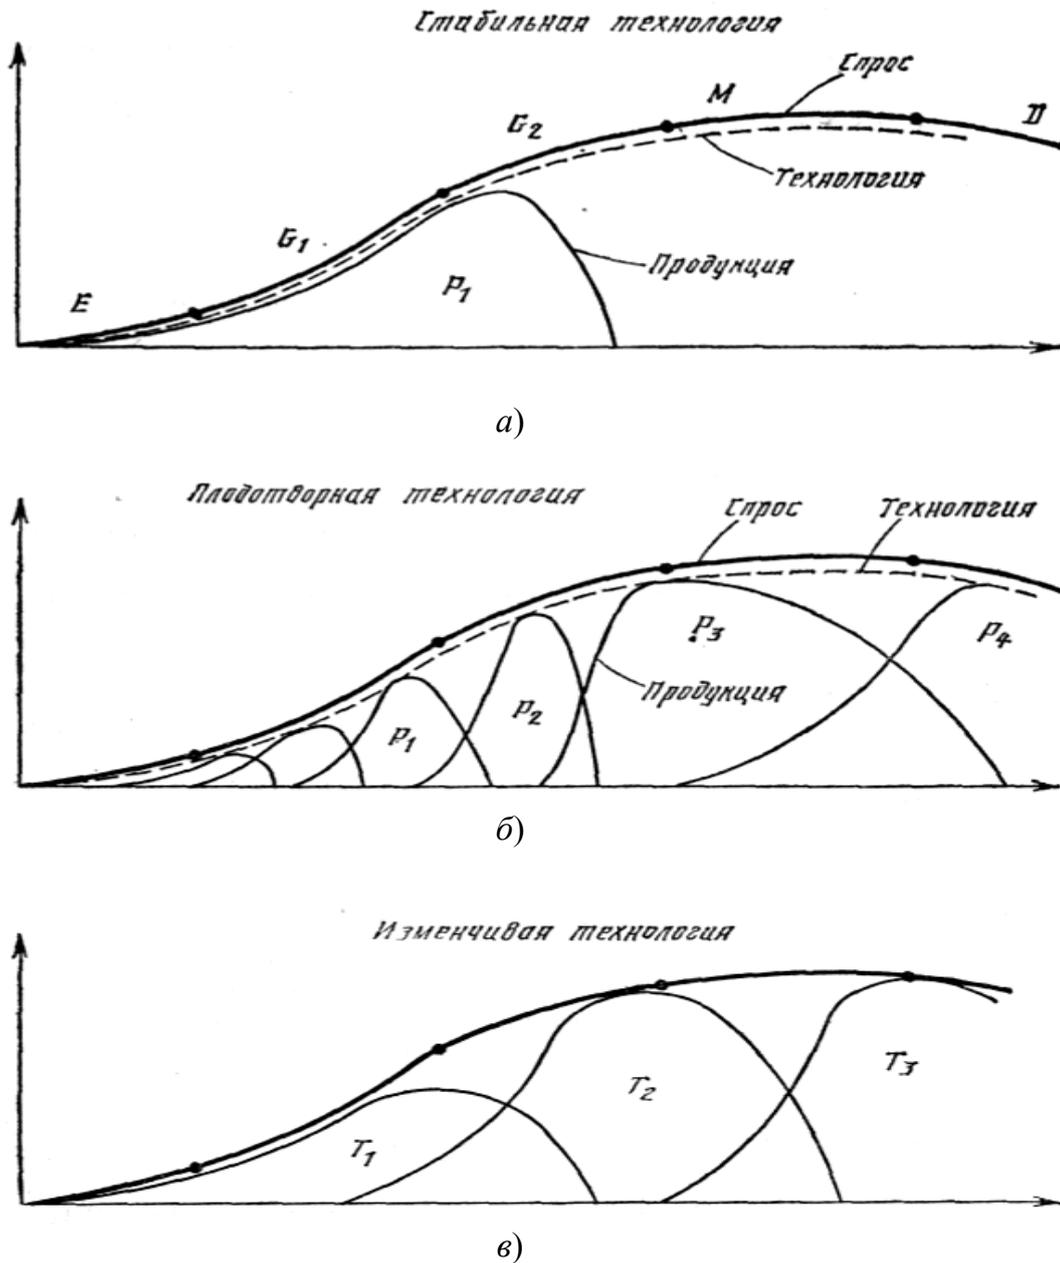 Стабильная технология
Спрос
M
G2
D
Технология
G1
Продукция
P1
E
а)
Плодотворная технология
Спрос
Технология
P3
P4
Продукция
P2
P1
б)
Изменчивая технология
T3
T2
T1
в)